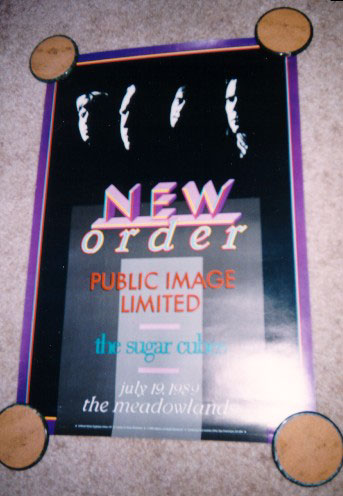 NEW
order
PUBLIC IMAGE
LIMITED
the sugar cubes
july 19, 1989
the meadowlands